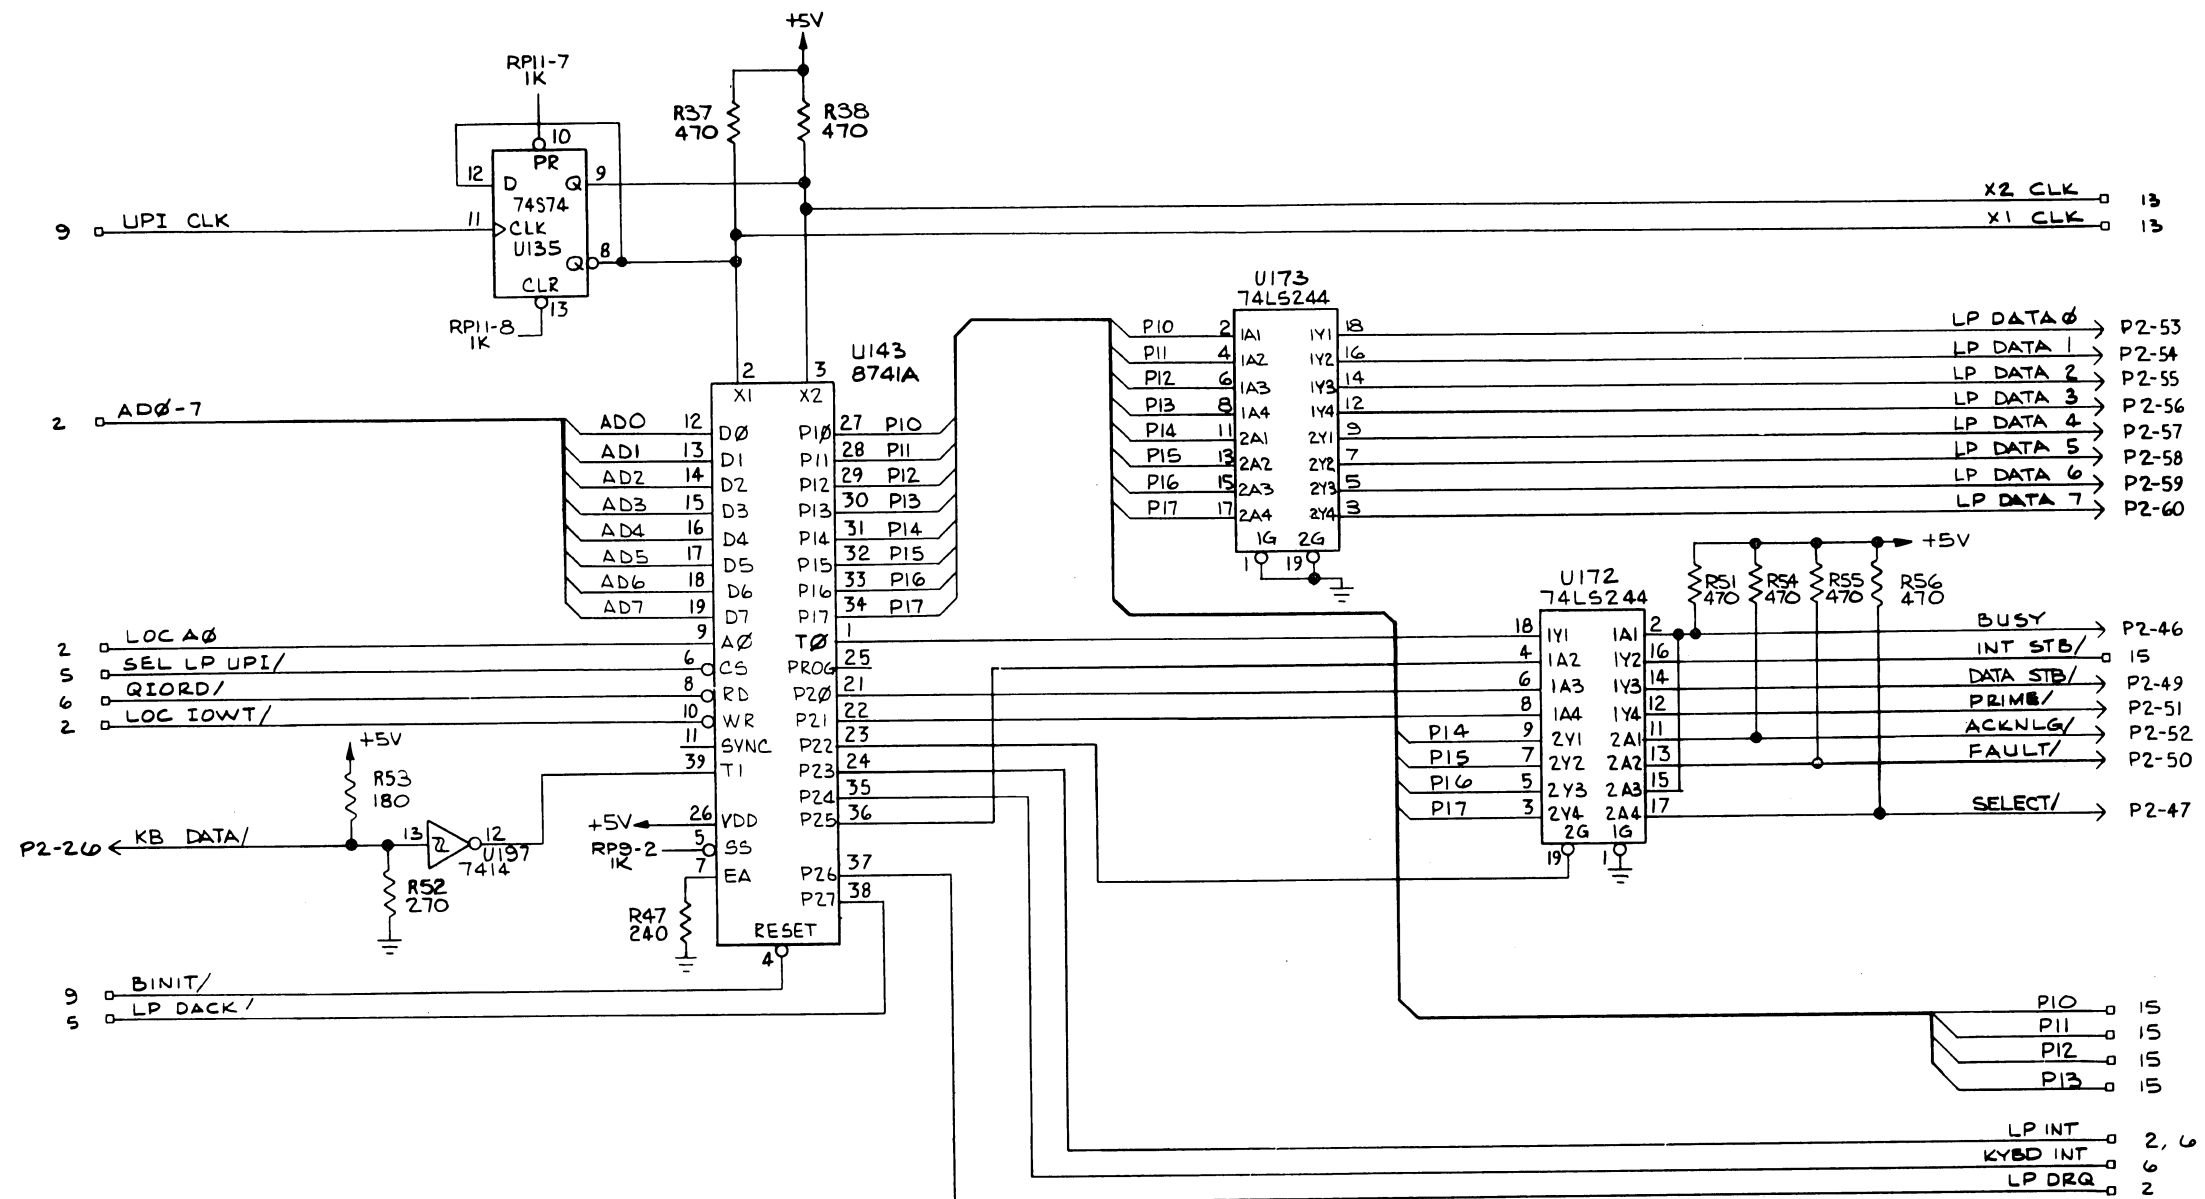 +5V
RP11-7
1K
R37
470
R38
470
10
PR
12 D Q 9
74S74
9 UPI CLK 11 CLK
U135
Q 8
CLR
13
RP11-8
1K
X2 CLK 13
X1 CLK 13
U143
8741A
2 3
X1 X2
2 ADØ-7
AD0 12 DØ
AD1 13 D1
AD2 14 D2
AD3 15 D3
AD4 16 D4
AD5 17 D5
AD6 18 D6
AD7 19 D7
2 LOC AØ 9 AØ
5 SEL LP UPI/ 6 CS
6 QIORD/ 8 RD
2 LOC IOWT/ 10 WR
11 SYNC
39 T1
+5V 26 VDD
RP9-2 5 SS
1K
7 EA
R47
240
RESET
4
P1Ø 27 P10
P11 28 P11
P12 29 P12
P13 30 P13
P14 31 P14
P15 32 P15
P16 33 P16
P17 34 P17
TØ 1
PROG 25
P2Ø 21
P21 22
P22 23
P23 24
P24 35
P25 36
P26 37
P27 38
+5V
R53
180
P2-26 KB DATA/ 13 12
U197
7414
R52
270
9 BINIT/
5 LP DACK/
U173
74LS244
P10 2 1A1 1Y1 18 LP DATA Ø P2-53
P11 4 1A2 1Y2 16 LP DATA 1 P2-54
P12 6 1A3 1Y3 14 LP DATA 2 P2-55
P13 8 1A4 1Y4 12 LP DATA 3 P2-56
P14 11 2A1 2Y1 9 LP DATA 4 P2-57
P15 13 2A2 2Y2 7 LP DATA 5 P2-58
P16 15 2A3 2Y3 5 LP DATA 6 P2-59
P17 17 2A4 2Y4 3 LP DATA 7 P2-60
1G 2G
1 19
+5V
R51
470
R54
470
R55
470
R56
470
U172
74LS244
18 1Y1 1A1 2 BUSY P2-46
4 1A2 1Y2 16 INT STB/ 15
6 1A3 1Y3 14 DATA STB/ P2-49
8 1A4 1Y4 12 PRIME/ P2-51
P14 9 2Y1 2A1 11 ACKNLG/ P2-52
P15 7 2Y2 2A2 13 FAULT/ P2-50
P16 5 2Y3 2A3 15
P17 3 2Y4 2A4 17 SELECT/ P2-47
2G 1G
19 1
P10 15
P11 15
P12 15
P13 15
LP INT 2, 6
KYBD INT 6
LP DRQ 2